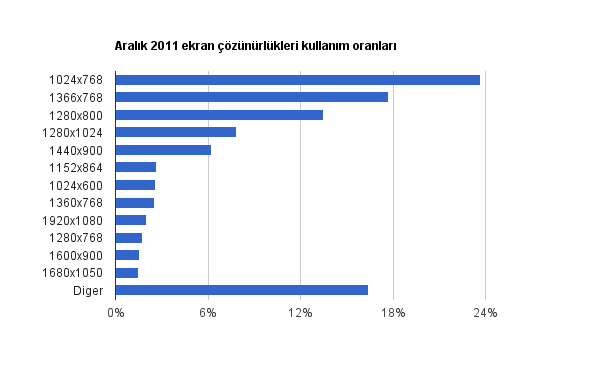 Aralık 2011 ekran çözünürlükleri kullanım oranları
1024x768
1366x768
1280x800
1280x1024
1440x900
1152x864
1024x600
1360x768
1920x1080
1280x768
1600x900
1680x1050
Diger
0% 6% 12% 18% 24%